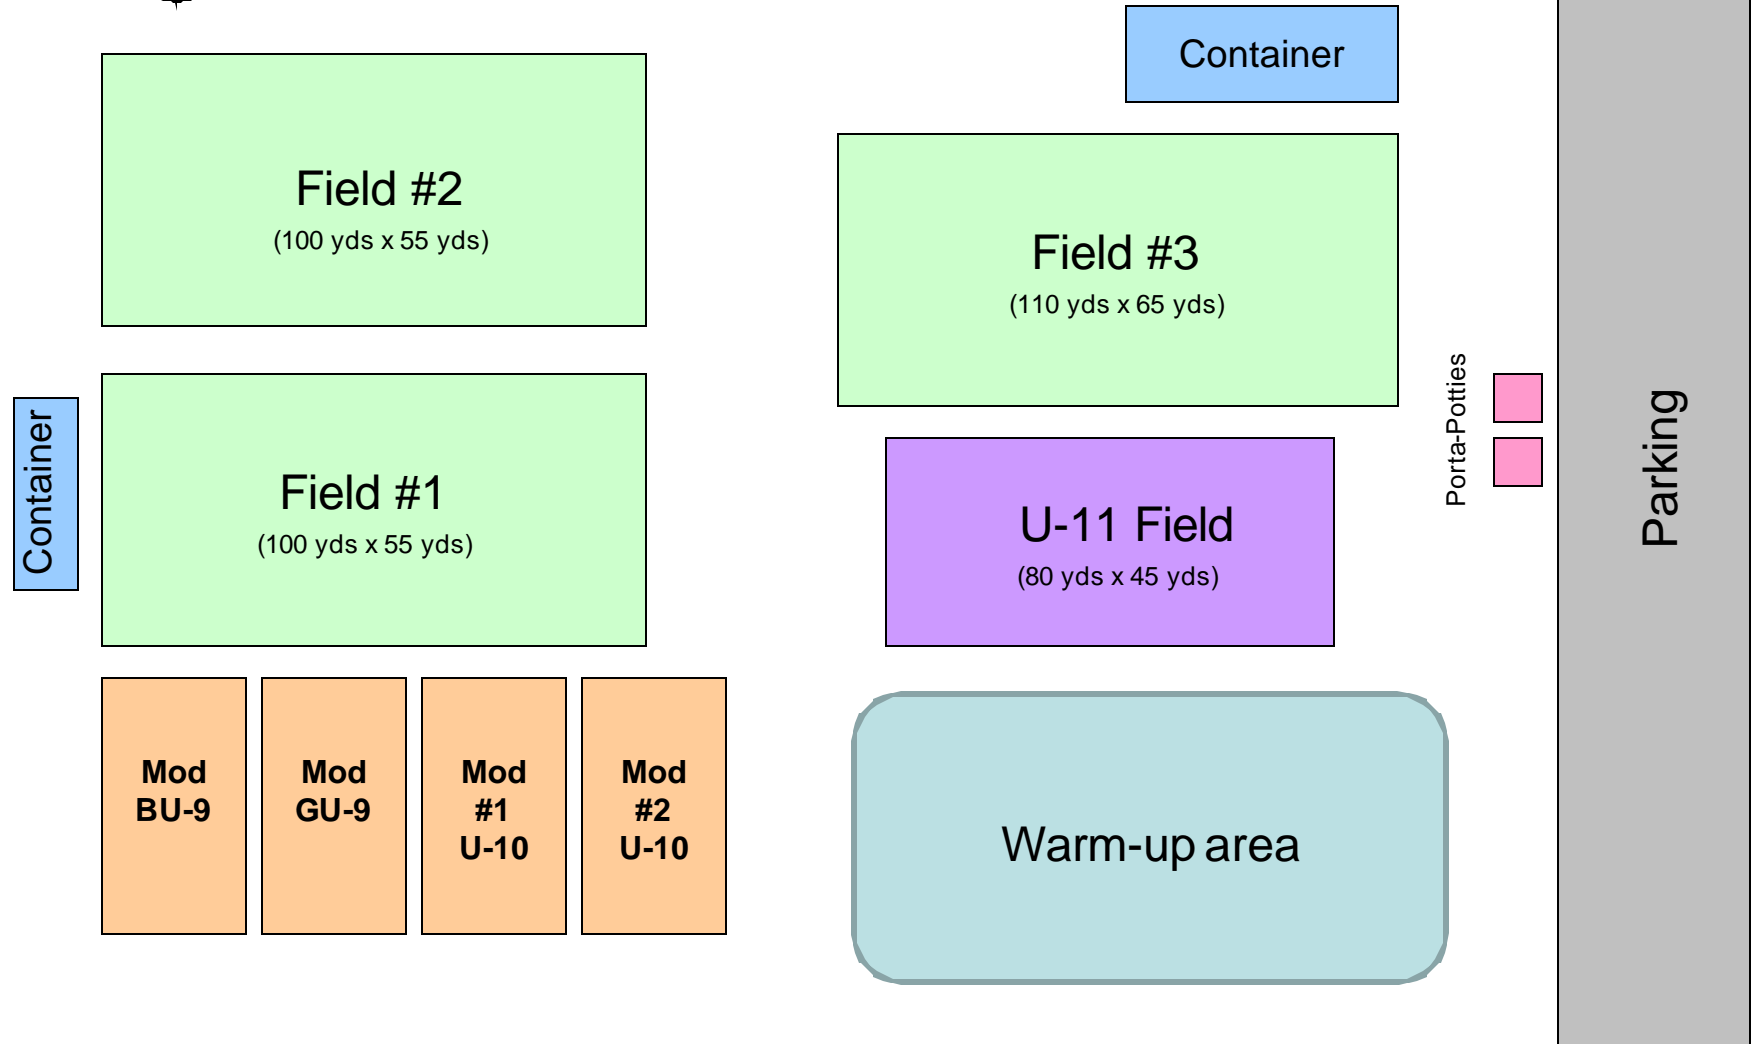 Container
Field #2
(100 yds x 55 yds)
Field #3
(110 yds x 65 yds)
Porta-Potties
Parking
Container
Field #1
(100 yds x 55 yds)
U-11 Field
(80 yds x 45 yds)
Mod
BU-9
Mod
GU-9
Mod
#1
U-10
Mod
#2
U-10
Warm-up area